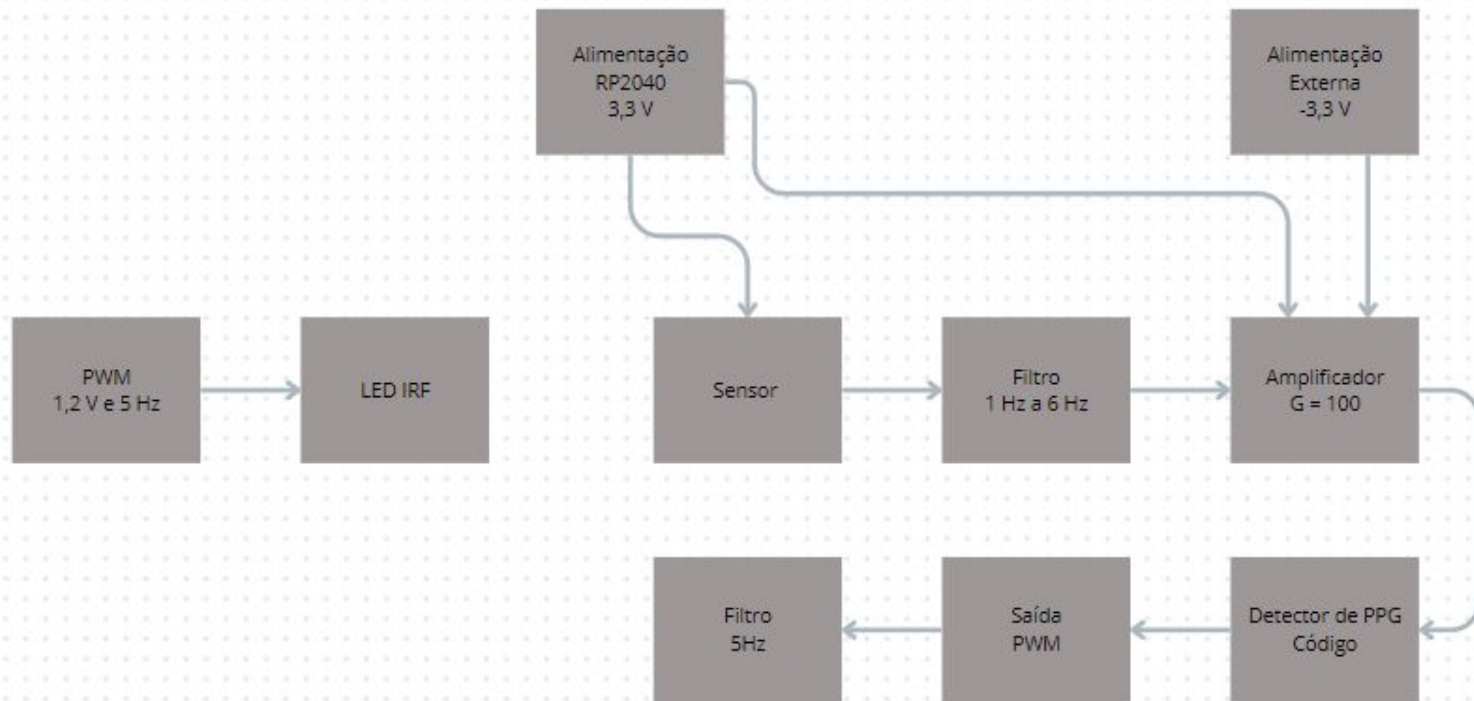 Alimentação
RP2040
3,3 V
Alimentação
Externa
-3,3 V
PWM
1,2 V e 5 Hz
LED IRF
Sensor
Filtro
1 Hz a 6 Hz
Amplificador
G = 100
Filtro
5Hz
Saída
PWM
Detector de PPG
Código